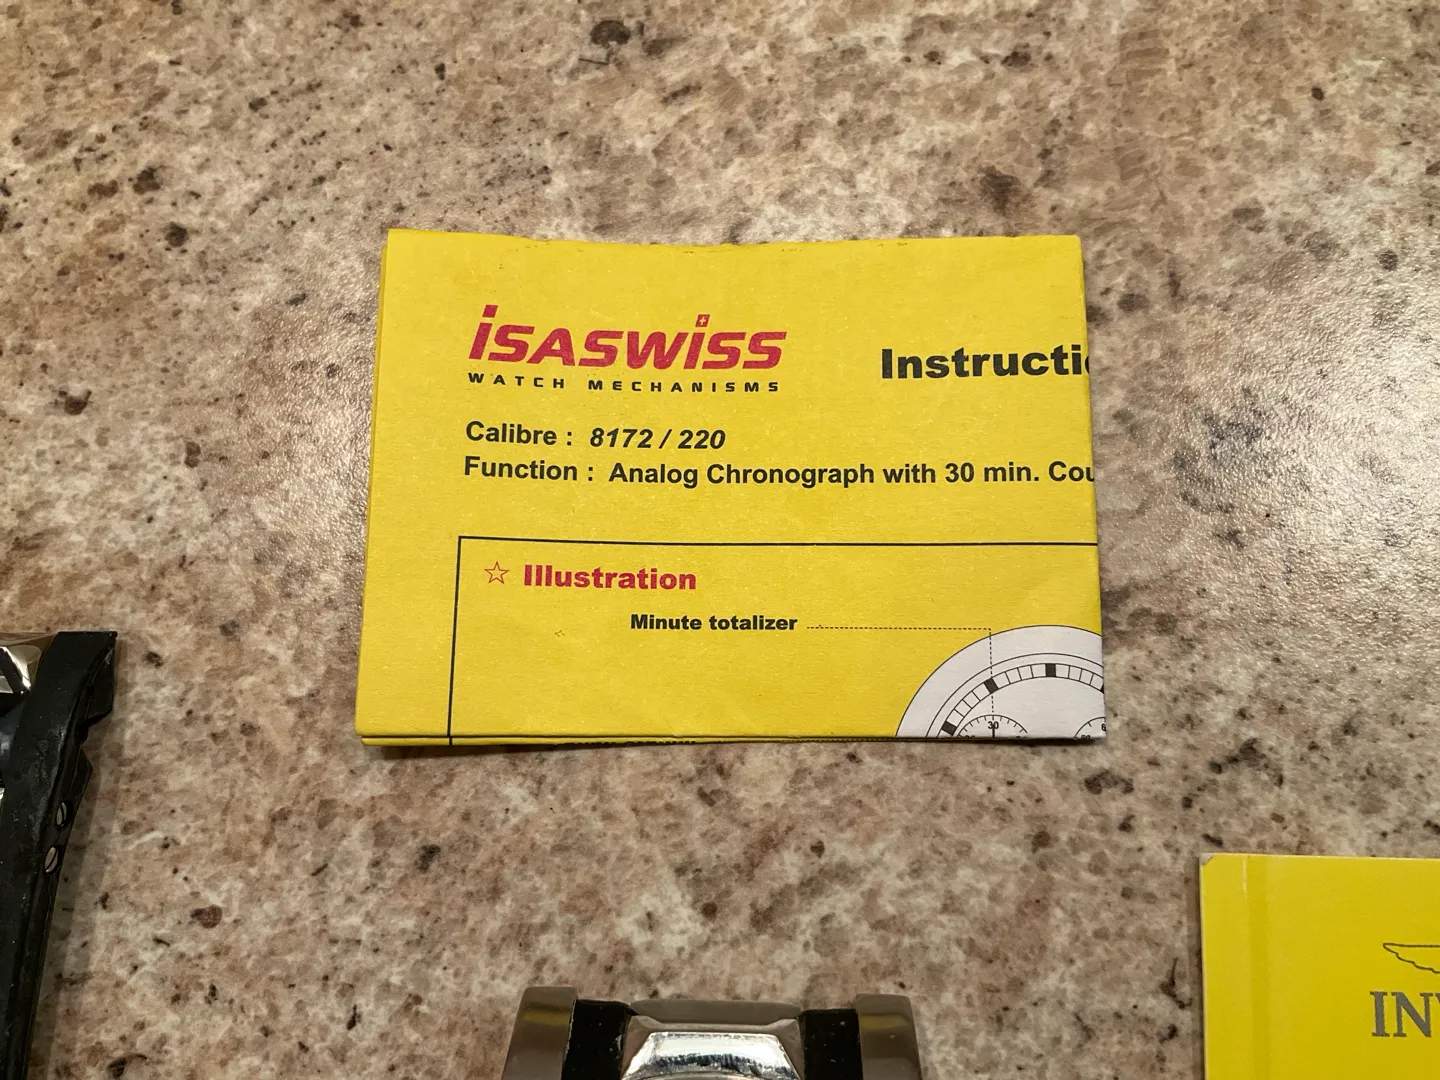 isaswiss
WATCH MECHANISMS
Instructi
Calibre : 8172 / 220
Function : Analog Chronograph with 30 min. Cou
☆ Illustration
Minute totalizer
30
INV